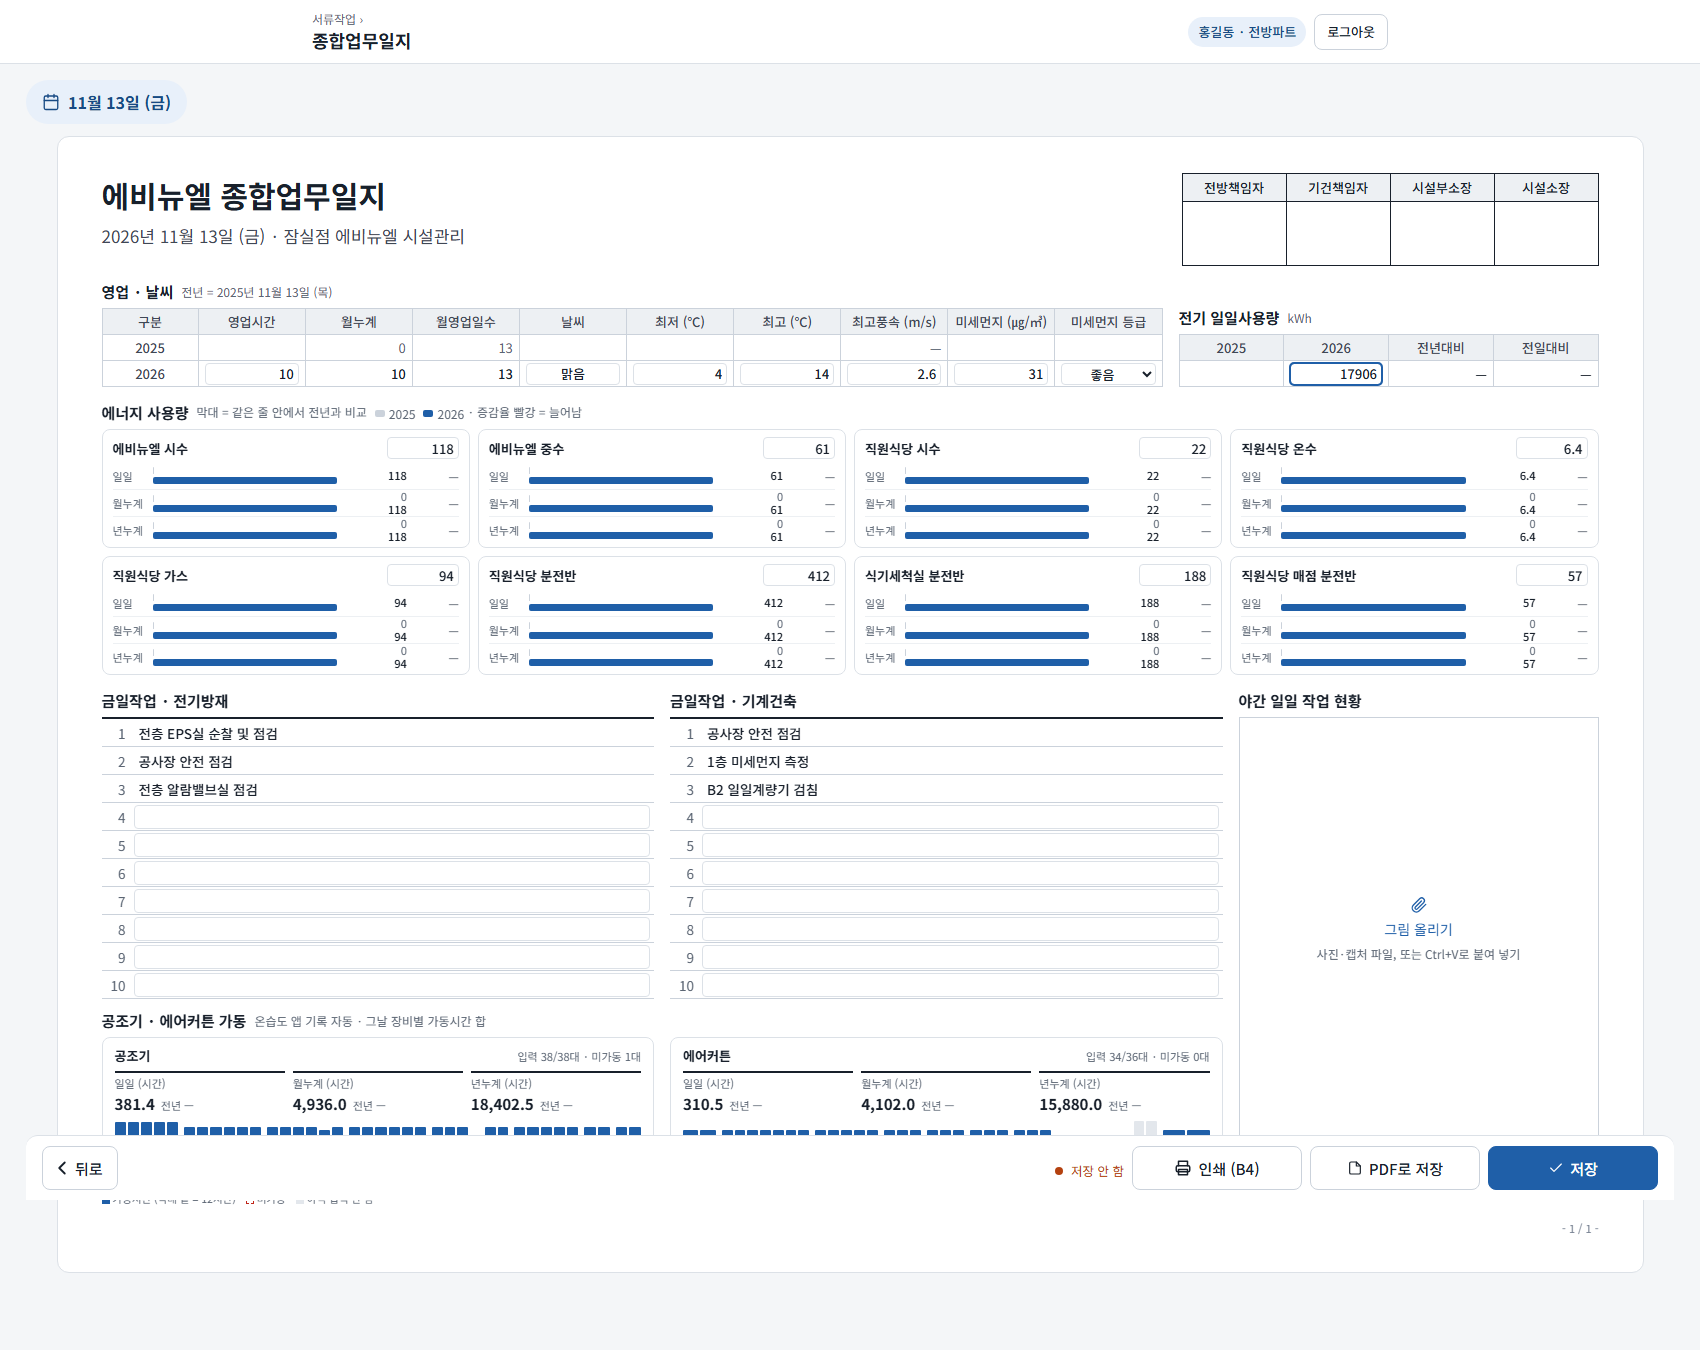 서류작업 ›
종합업무일지
홍길동 · 전방파트
로그아웃
11월 13일 (금)
에비뉴엘 종합업무일지
2026년 11월 13일 (금) · 잠실점 에비뉴엘 시설관리
전방책임자 기건책임자 시설부소장 시설소장
영업 · 날씨 전년 = 2025년 11월 13일 (목)
구분 영업시간 월누계 월영업일수 날씨 최저 (℃) 최고 (℃) 최고풍속 (m/s) 미세먼지 (㎍/㎥) 미세먼지 등급
2025 0 13 —
2026 10 10 13 맑음 4 14 2.6 31 좋음
전기 일일사용량 kWh
2025 2026 전년대비 전일대비
17906 — —
에너지 사용량 막대 = 같은 줄 안에서 전년과 비교 2025 2026 · 증감율 빨강 = 늘어남
에비뉴엘 시수 118
일일 118 —
월누계 0 118 —
년누계 0 118 —
에비뉴엘 중수 61
일일 61 —
월누계 0 61 —
년누계 0 61 —
직원식당 시수 22
일일 22 —
월누계 0 22 —
년누계 0 22 —
직원식당 온수 6.4
일일 6.4 —
월누계 0 6.4 —
년누계 0 6.4 —
직원식당 가스 94
일일 94 —
월누계 0 94 —
년누계 0 94 —
직원식당 분전반 412
일일 412 —
월누계 0 412 —
년누계 0 412 —
식기세척실 분전반 188
일일 188 —
월누계 0 188 —
년누계 0 188 —
직원식당 매점 분전반 57
일일 57 —
월누계 0 57 —
년누계 0 57 —
금일작업 · 전기방재
1 전층 EPS실 순찰 및 점검
2 공사장 안전 점검
3 전층 알람밸브실 점검
4
5
6
7
8
9
10
금일작업 · 기계건축
1 공사장 안전 점검
2 1층 미세먼지 측정
3 B2 일일계량기 검침
4
5
6
7
8
9
10
야간 일일 작업 현황
그림 올리기
사진·캡처 파일, 또는 Ctrl+V로 붙여 넣기
공조기 · 에어커튼 가동 온습도 앱 기록 자동 · 그날 장비별 가동시간 합
공조기 입력 38/38대 · 미가동 1대
일일 (시간) 월누계 (시간) 년누계 (시간)
381.4 전년 — 4,936.0 전년 — 18,402.5 전년 —
에어커튼 입력 34/36대 · 미가동 0대
일일 (시간) 월누계 (시간) 년누계 (시간)
310.5 전년 — 4,102.0 전년 — 15,880.0 전년 —
뒤로
저장 안 함
인쇄 (B4)
PDF로 저장
저장
- 1 / 1 -